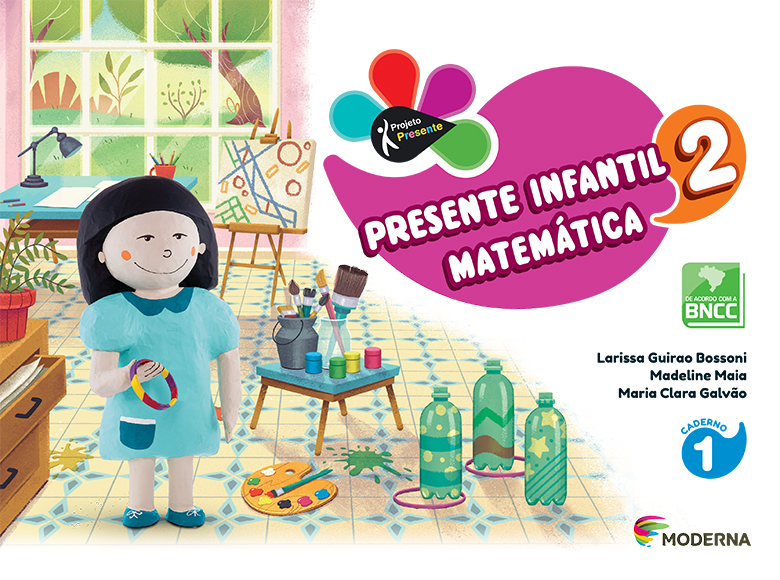 Projeto
Presente
PRESENTE INFANTIL 2
MATEMÁTICA
DE ACORDO COM A
BNCC
Larissa Guirao Bossoni
Madeline Maia
Maria Clara Galvão
CADERNO
1
MODERNA